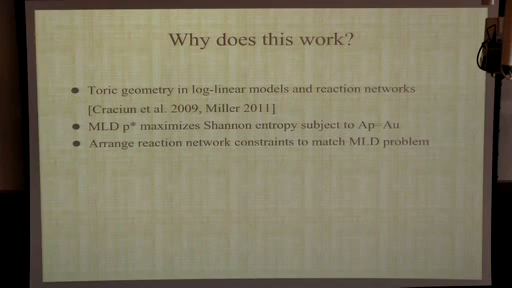 Why does this work?
Toric geometry in log-linear models and reaction networks
[Craciun et al. 2009, Miller 2011]
MLD p* maximizes Shannon entropy subject to Ap=Au
Arrange reaction network constraints to match MLD problem